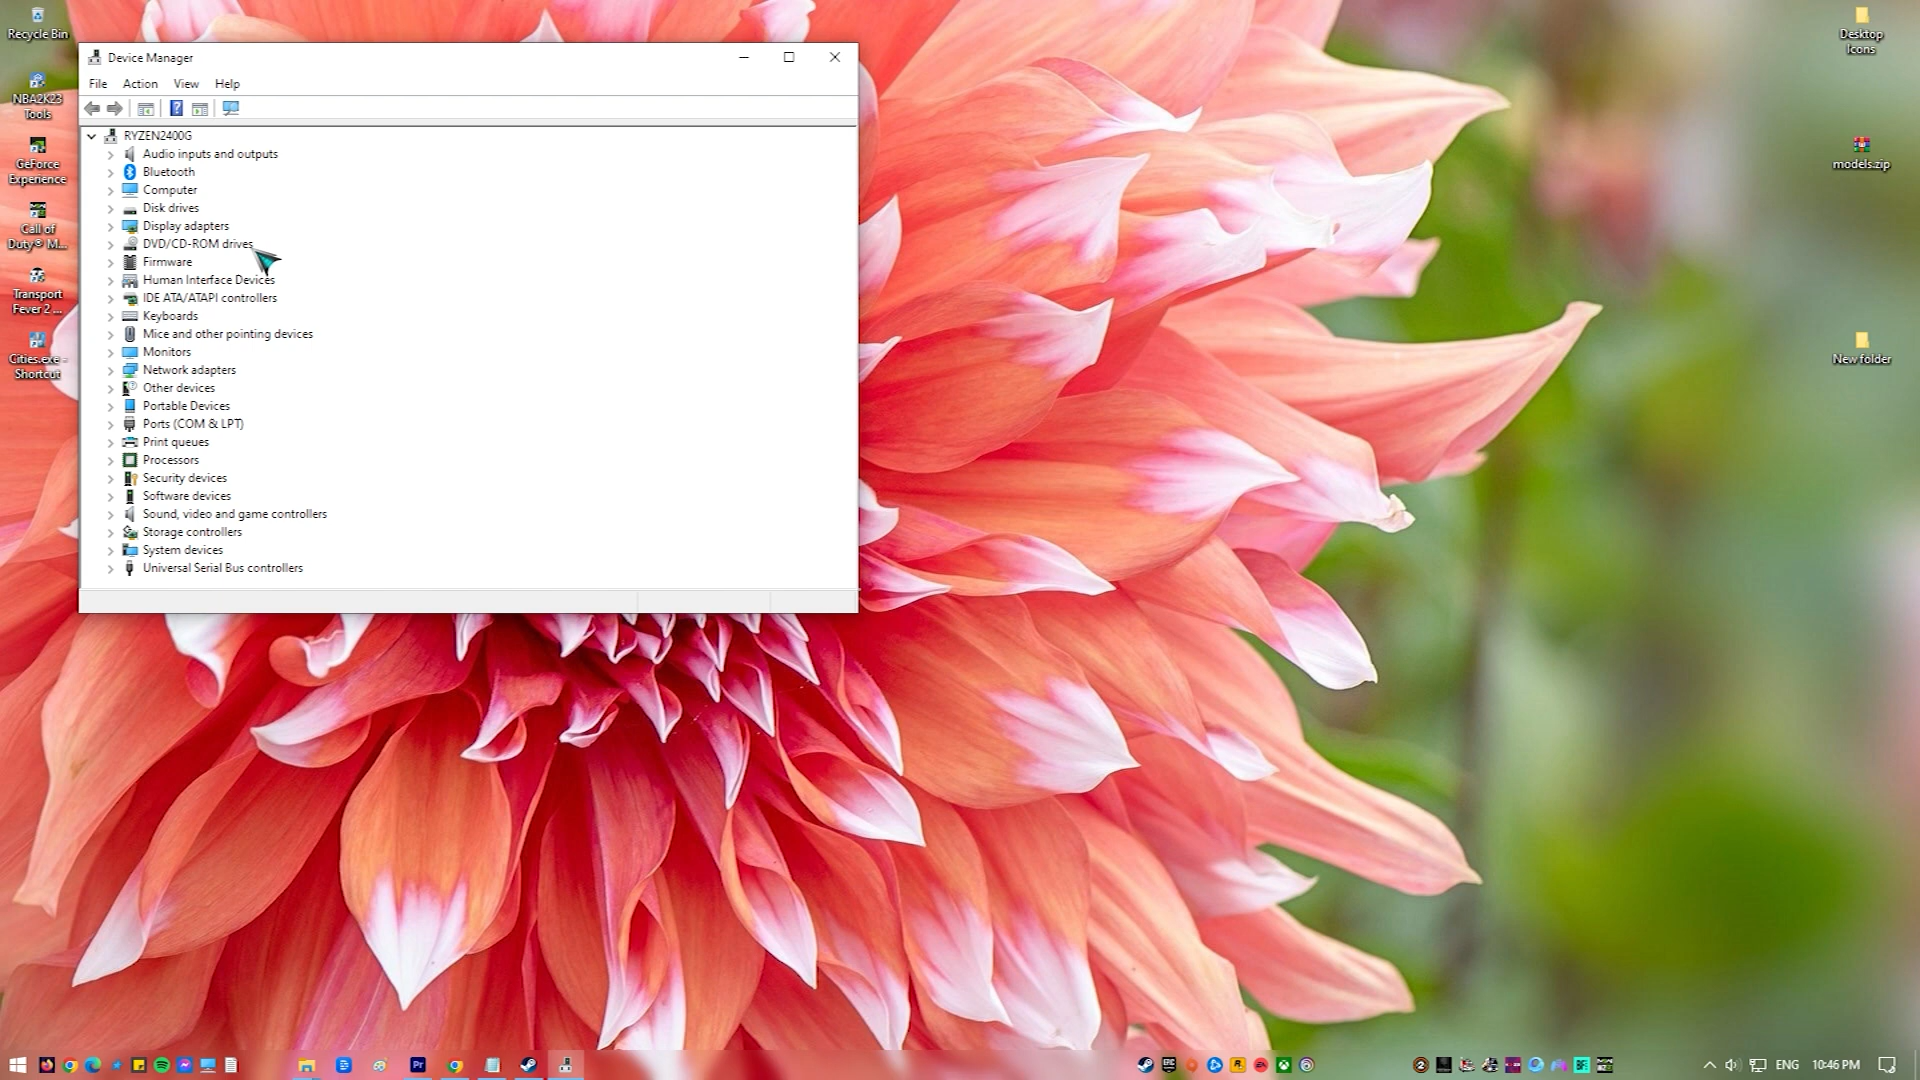 Recycle Bin
NBA2K23
Tools
GeForce
Experience
Call of
Duty® M...
Transport
Fever 2 ...
Cities.exe -
Shortcut
Device Manager
File Action View Help
RYZEN2400G
Audio inputs and outputs
Bluetooth
Computer
Disk drives
Display adapters
DVD/CD-ROM drives
Firmware
Human Interface Devices
IDE ATA/ATAPI controllers
Keyboards
Mice and other pointing devices
Monitors
Network adapters
Other devices
Portable Devices
Ports (COM & LPT)
Print queues
Processors
Security devices
Software devices
Sound, video and game controllers
Storage controllers
System devices
Universal Serial Bus controllers
Desktop
Icons
models.zip
New folder
Pr
ENG 10:46 PM